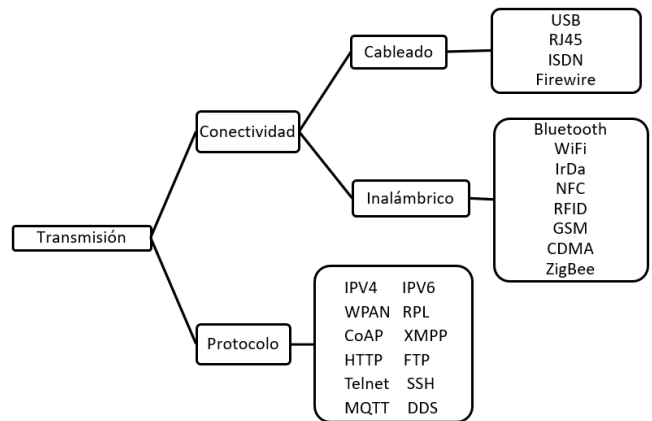 Transmisión
Conectividad
Cableado
USB
RJ45
ISDN
Firewire
Inalámbrico
Bluetooth
WiFi
IrDa
NFC
RFID
GSM
CDMA
ZigBee
Protocolo
IPV4 IPV6
WPAN RPL
CoAP XMPP
HTTP FTP
Telnet SSH
MQTT DDS